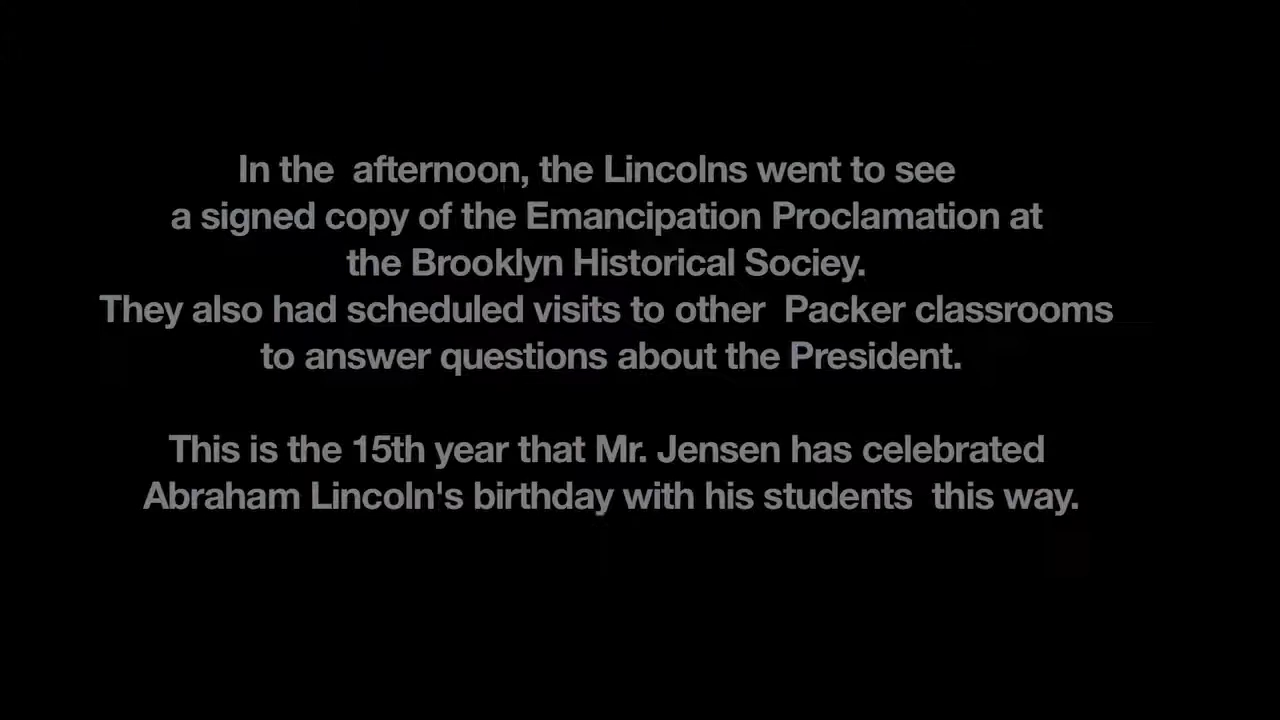 In the  afternoon, the Lincolns went to see
a signed copy of the Emancipation Proclamation at
the Brooklyn Historical Sociey.
They also had scheduled visits to other  Packer classrooms
to answer questions about the President.
This is the 15th year that Mr. Jensen has celebrated
Abraham Lincoln's birthday with his students  this way.